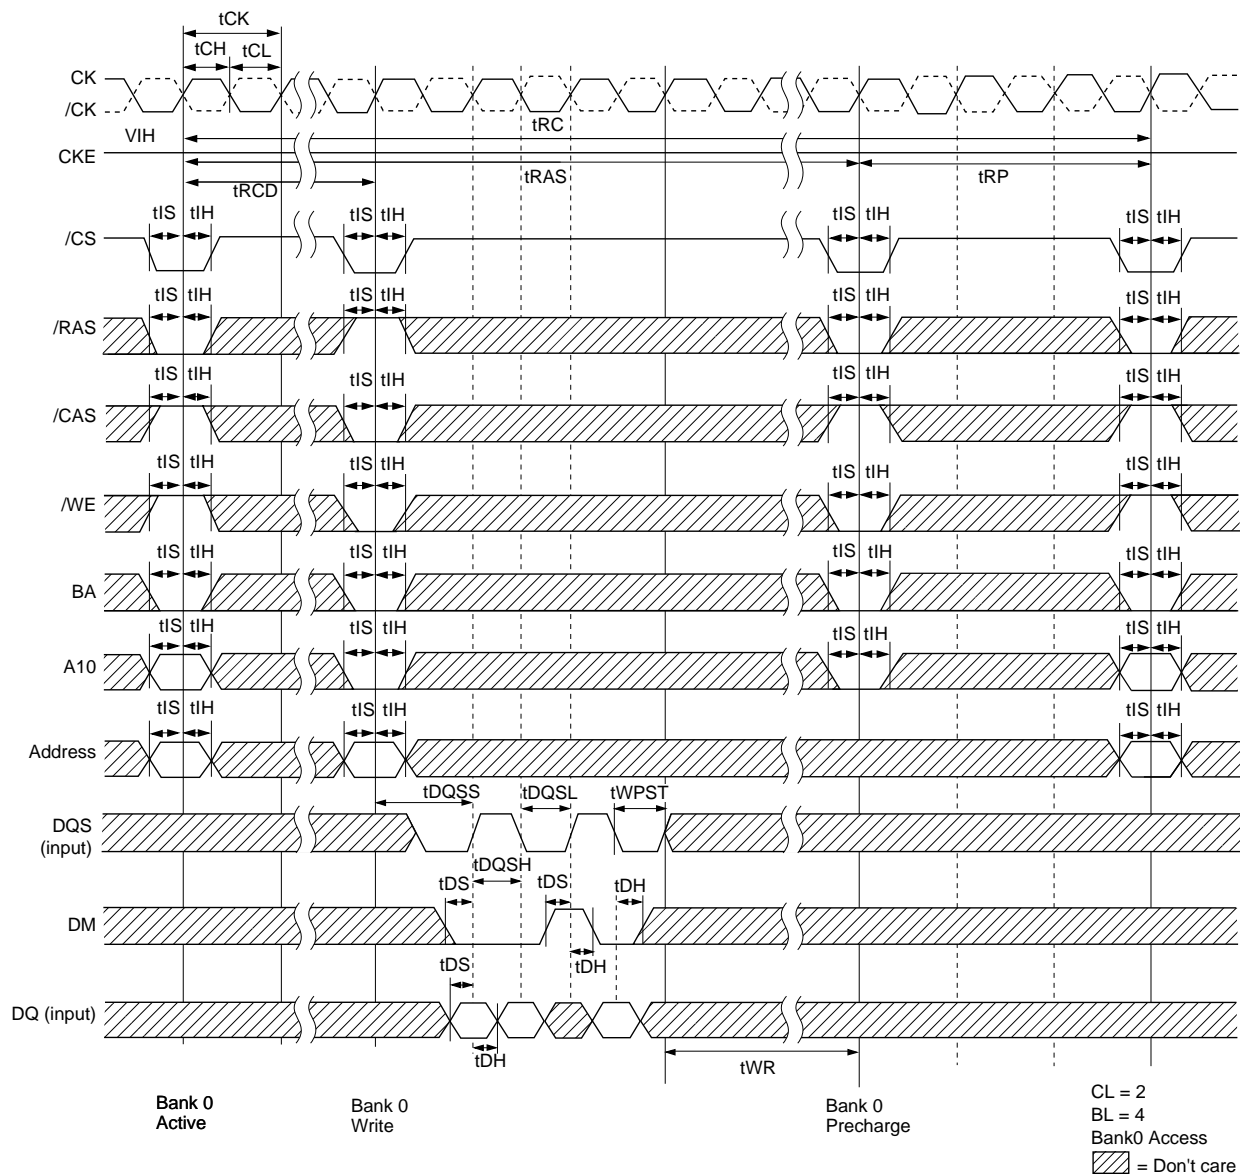 tCK
tCH tCL
CK
/CK
VIH
tRC
CKE
tRAS
tRP
tRCD
tIS tIH tIS tIH tIS tIH tIS tIH
/CS
tIS tIH tIS tIH tIS tIH tIS tIH
/RAS
tIS tIH tIS tIH tIS tIH tIS tIH
/CAS
tIS tIH tIS tIH tIS tIH tIS tIH
/WE
tIS tIH tIS tIH tIS tIH tIS tIH
BA
tIS tIH tIS tIH tIS tIH tIS tIH
A10
tIS tIH tIS tIH tIS tIH
Address
tDQSS tDQSL tWPST
DQS
(input)
tDQSH
tDS tDS tDH
DM
tDS tDH
DQ (input)
tDH
tWR
Bank 0
Active
Bank 0
Write
Bank 0
Precharge
CL = 2
BL = 4
Bank0 Access
= Don't care